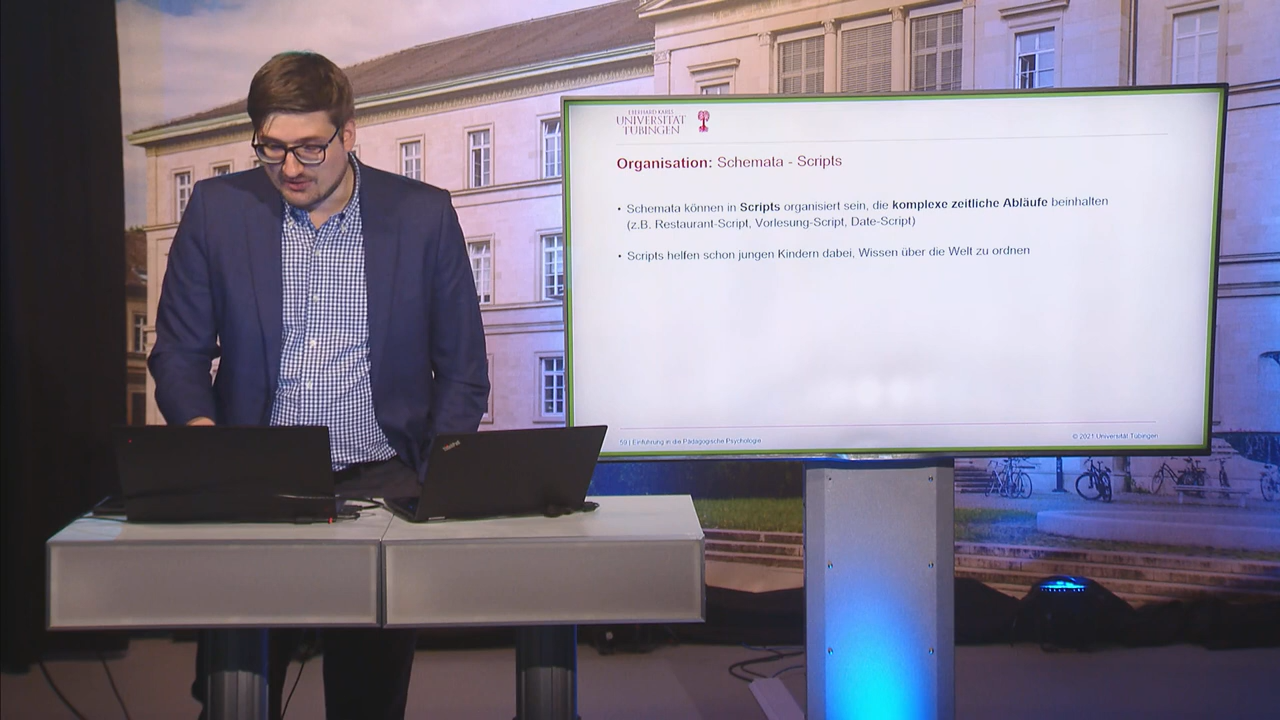 EBERHARD KARLS
UNIVERSITÄT
TÜBINGEN
Organisation: Schemata - Scripts
• Schemata können in Scripts organisiert sein, die komplexe zeitliche Abläufe beinhalten
(z.B. Restaurant-Script, Vorlesung-Script, Date-Script)
• Scripts helfen schon jungen Kindern dabei, Wissen über die Welt zu ordnen
59 | Einführung in die Pädagogische Psychologie
© 2021 Universität Tübingen